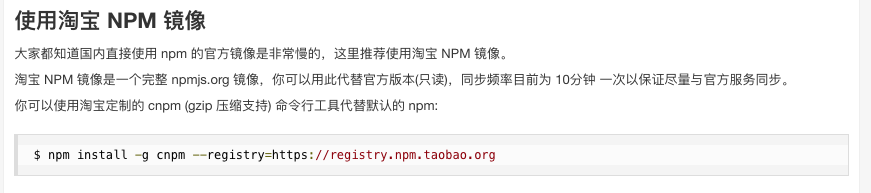 使用淘宝 NPM 镜像
大家都知道国内直接使用 npm 的官方镜像是非常慢的，这里推荐使用淘宝 NPM 镜像。
淘宝 NPM 镜像是一个完整 npmjs.org 镜像，你可以用此代替官方版本(只读)，同步频率目前为 10分钟 一次以保证尽量与官方服务同步。
你可以使用淘宝定制的 cnpm (gzip 压缩支持) 命令行工具代替默认的 npm:
$ npm install -g cnpm --registry=https://registry.npm.taobao.org